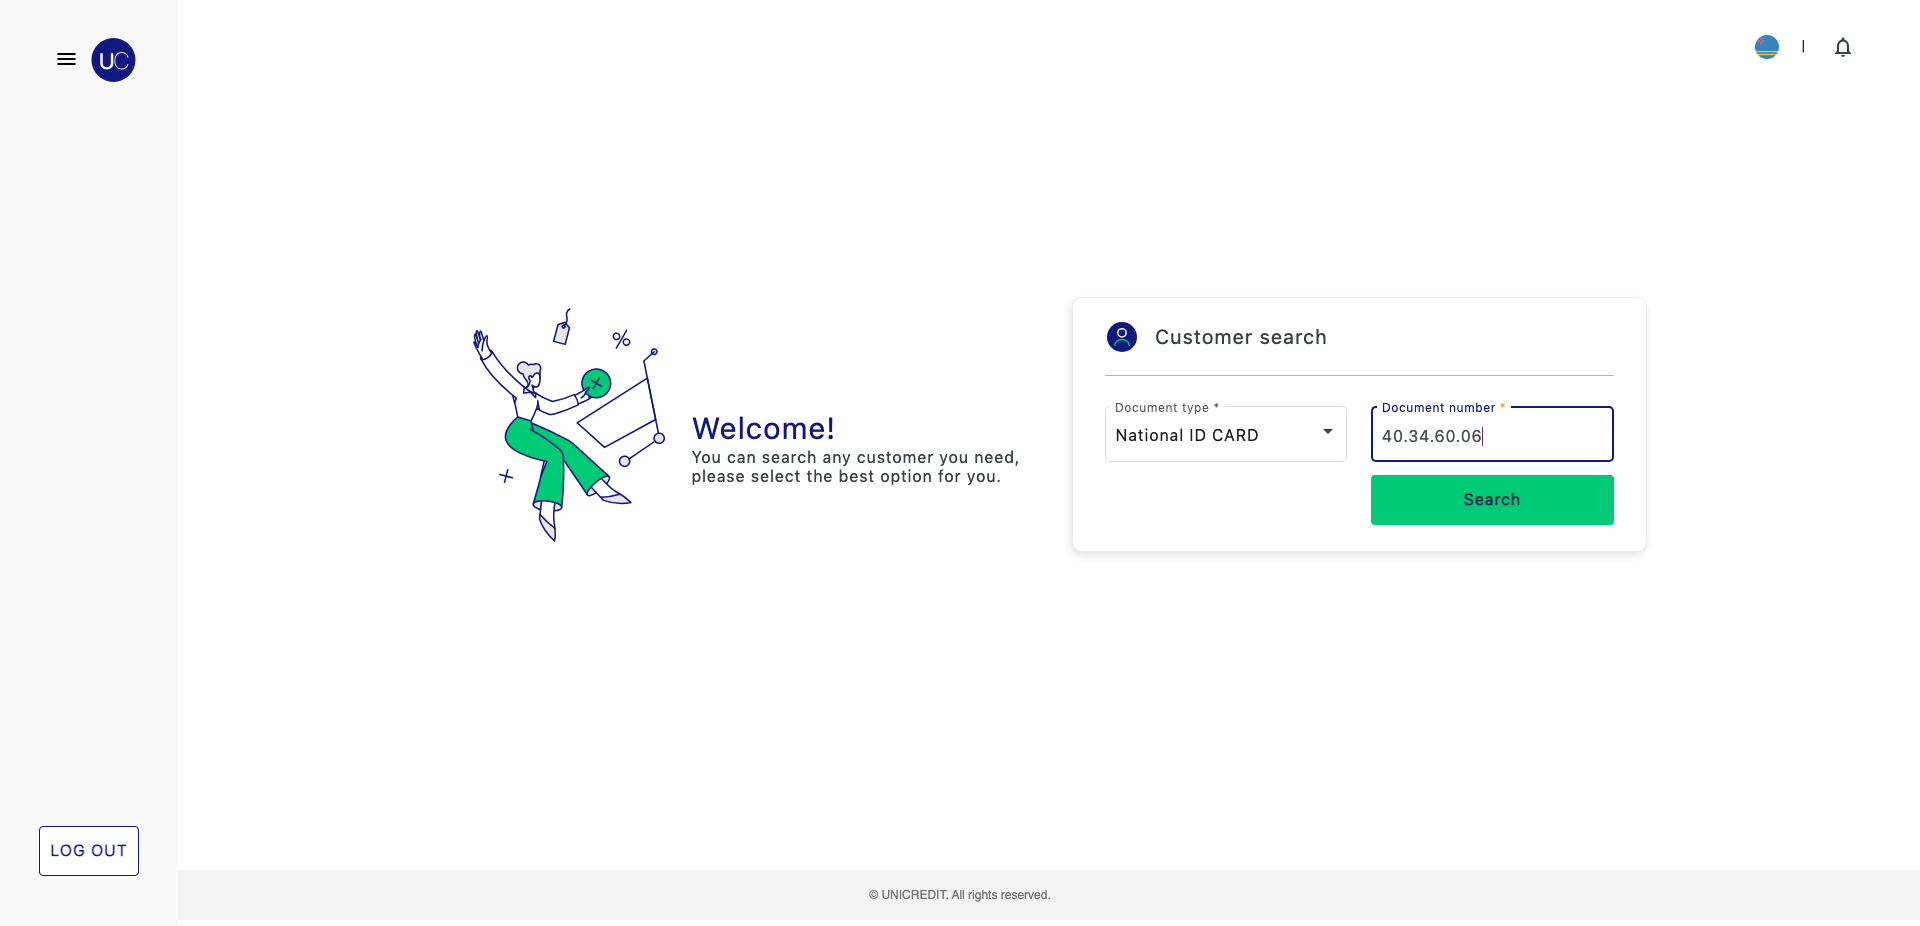 UC
Welcome!
You can search any customer you need,
please select the best option for you.
Customer search
Document type *
National ID CARD
Document number *
40.34.60.06
Search
LOG OUT
© UNICREDIT. All rights reserved.